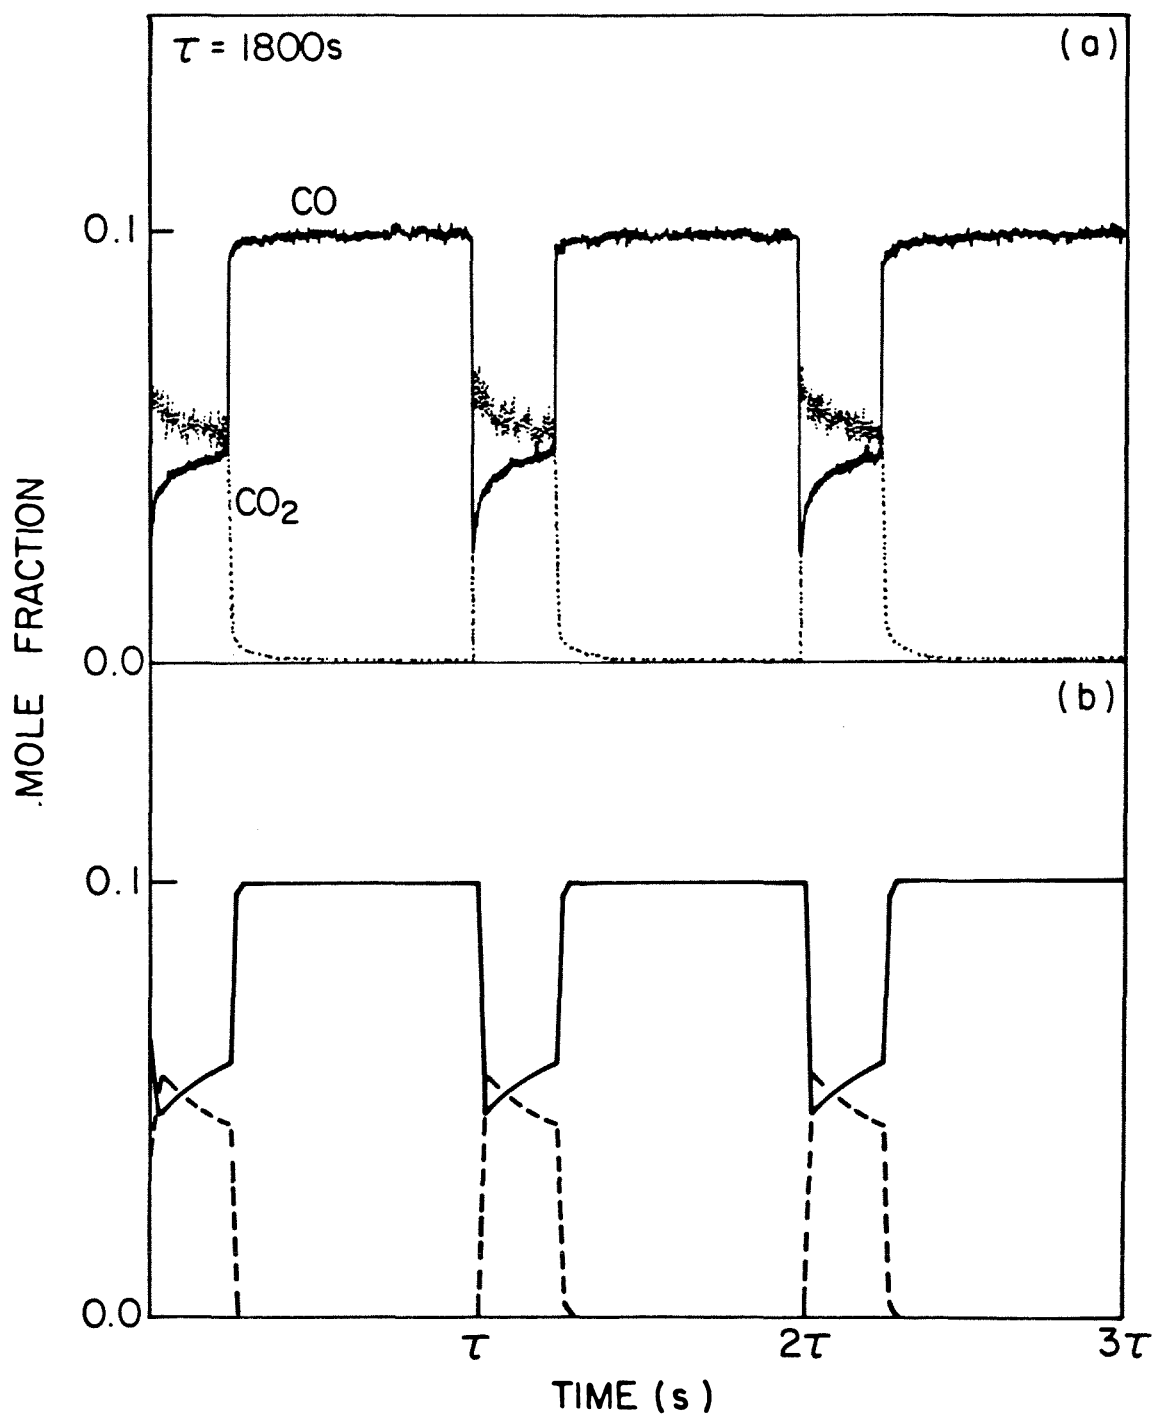 τ = 1800s
(a)
CO
0.1
CO₂
0.0
MOLE FRACTION
(b)
0.1
0.0
τ
2τ
3τ
TIME (s)